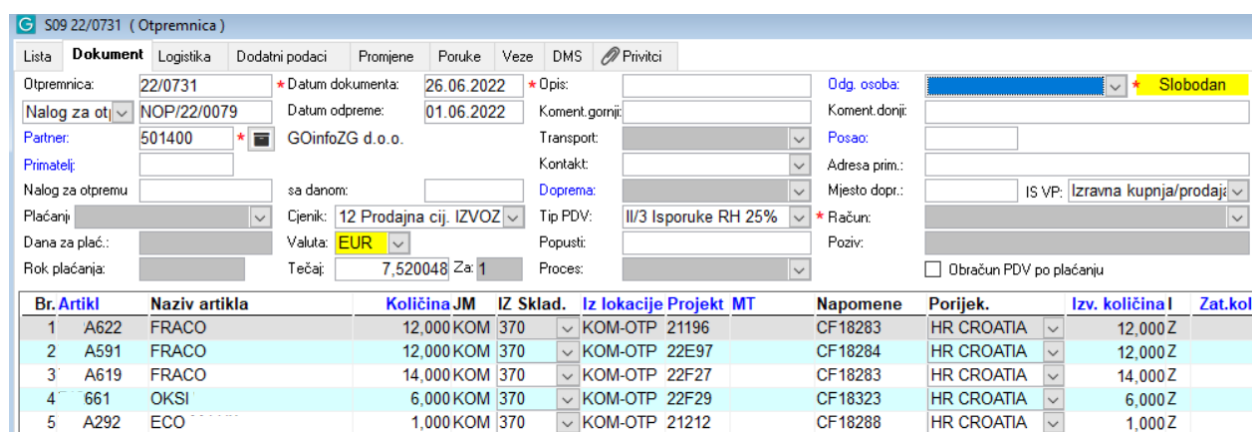 S09 22/0731 ( Otpremnica )
Lista Dokument Logistika Dodatni podaci Promjene Poruke Veze DMS Privitci
Otpremnica: 22/0731 * Datum dokumenta: 26.06.2022 * Opis: Odg. osoba: * Slobodan
Nalog za otp NOP/22/0079 Datum odpreme: 01.06.2022 Koment.gornji: Koment.donji:
Partner: 501400 * GOinfoZG d.o.o. Transport: Posao:
Primatelj: Kontakt: Adresa prim.:
Nalog za otpremu sa danom: Doprema: Mjesto dopr.: IS VP: Izravna kupnja/prodaja
Plaćanje Cjenik: 12 Prodajna cij. IZVOZ Tip PDV: II/3 Isporuke RH 25% * Račun:
Dana za plać.: Valuta: EUR Popusti: Poziv:
Rok plaćanja: Tečaj: 7,520048 Za: 1 Proces: Obračun PDV po plaćanju
Br. Artikl Naziv artikla Količina JM IZ Sklad. Iz lokacije Projekt MT Napomene Porijek. Izv. količina I Zat.kol
1 A622 FRACO 12,000 KOM 370 KOM-OTP 21196 CF18283 HR CROATIA 12,000 Z
2 A591 FRACO 12,000 KOM 370 KOM-OTP 22E97 CF18284 HR CROATIA 12,000 Z
3 A619 FRACO 14,000 KOM 370 KOM-OTP 22F27 CF18283 HR CROATIA 14,000 Z
4 661 OKSI 6,000 KOM 370 KOM-OTP 22F29 CF18323 HR CROATIA 6,000 Z
5 A292 ECO 1,000 KOM 370 KOM-OTP 21212 CF18288 HR CROATIA 1,000 Z